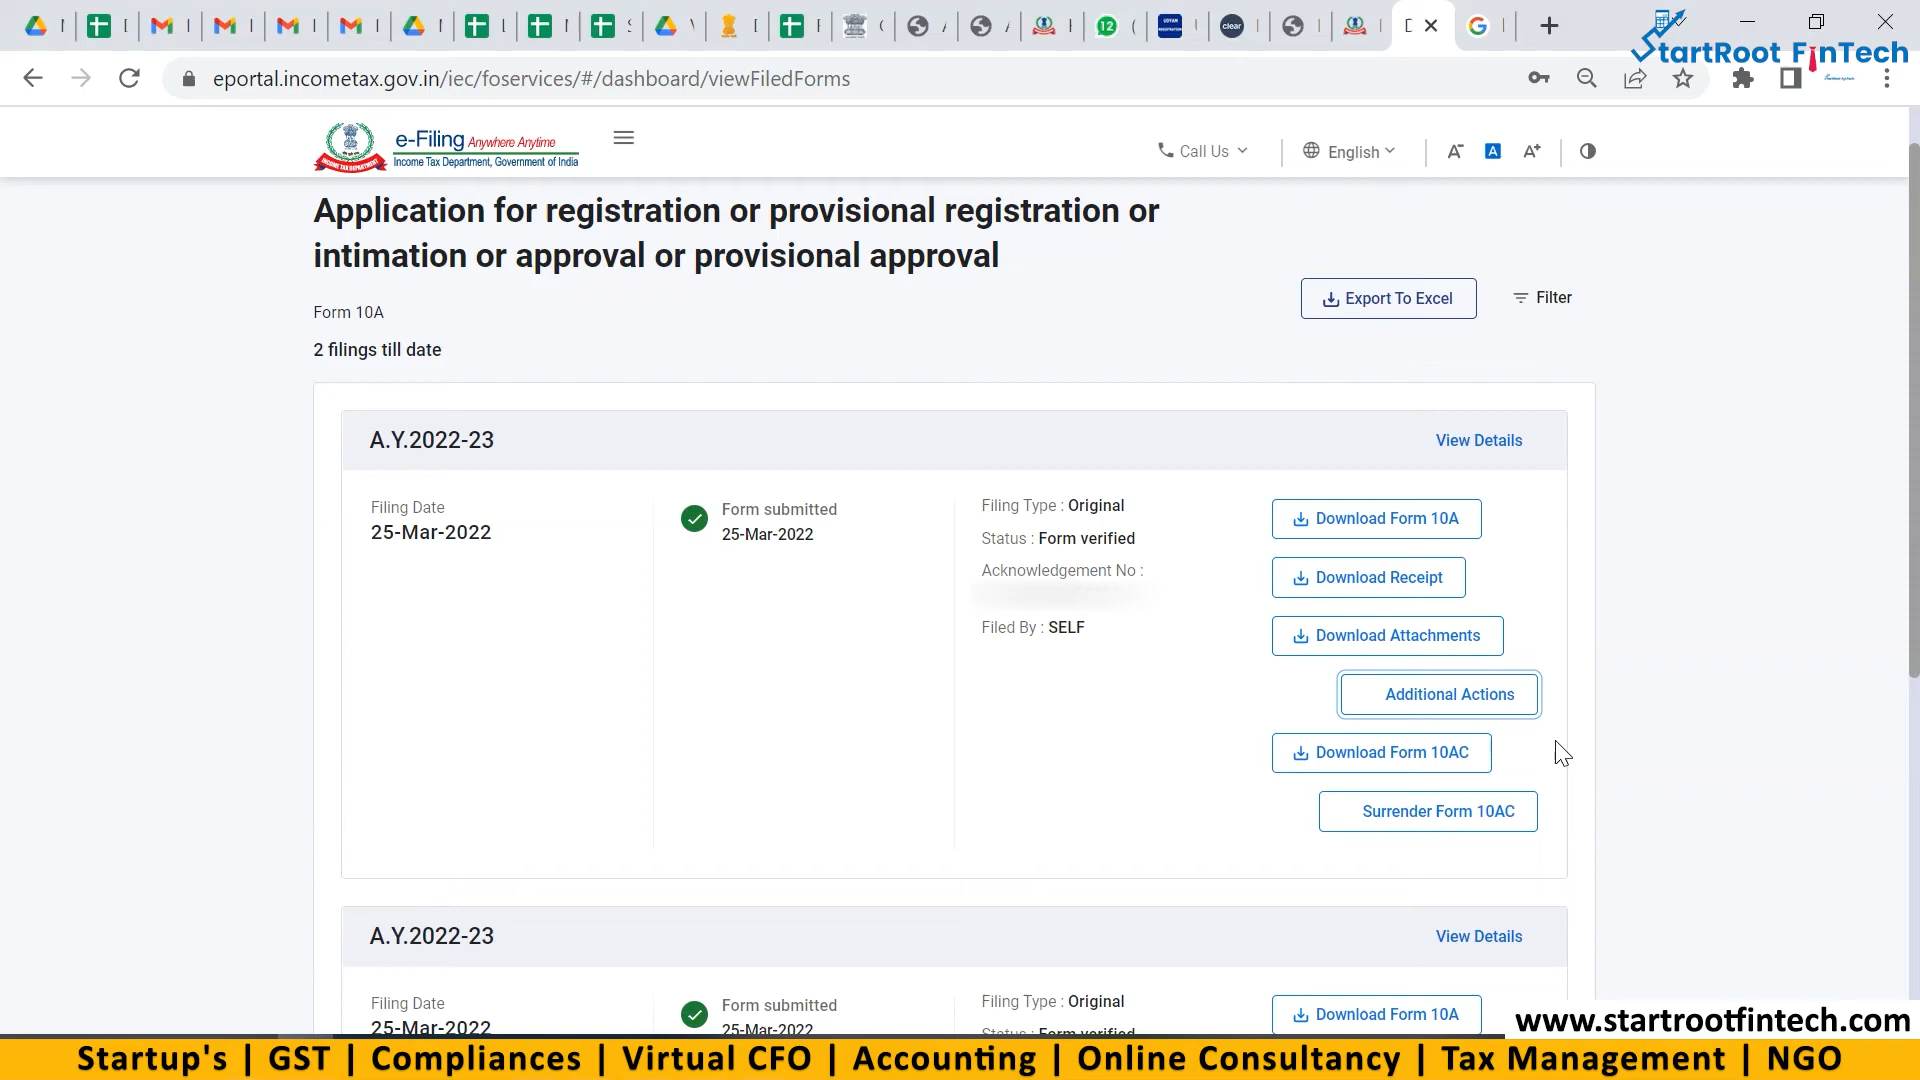 StartRoot FinTech
eportal.incometax.gov.in/iec/foservices/#/dashboard/viewFiledForms
e-Filing Anywhere Anytime
Income Tax Department, Government of India
INCOME TAX DEPARTMENT
Call Us
English
A-
A
A+
Application for registration or provisional registration or
intimation or approval or provisional approval
Form 10A
2 filings till date
Export To Excel
Filter
A.Y.2022-23
View Details
Filing Date
25-Mar-2022
Form submitted
25-Mar-2022
Filing Type : Original
Status : Form verified
Acknowledgement No :
Filed By : SELF
Download Form 10A
Download Receipt
Download Attachments
Additional Actions
Download Form 10AC
Surrender Form 10AC
A.Y.2022-23
View Details
Filing Date
25-Mar-2022
Form submitted
25-Mar-2022
Filing Type : Original
Status : Form verified
Download Form 10A
www.startrootfintech.com
Startup's | GST | Compliances | Virtual CFO | Accounting | Online Consultancy | Tax Management | NGO